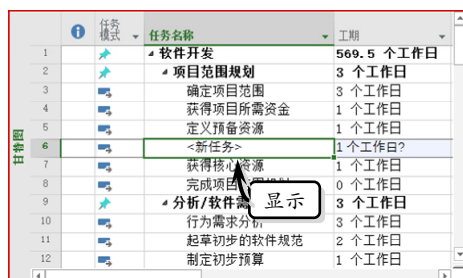 任务模式 任务名称 工期
1 软件开发 569.5 个工作日
2 项目范围规划 3 个工作日
3 确定项目范围 3 个工作日
4 获得项目所需资金 1 个工作日
5 定义预备资源 1 个工作日
6 <新任务> 1 个工作日?
7 获得核心资源 1 个工作日
8 完成项目 0 个工作日
9 分析/软件需 3 个工作日
10 行为需求分 3 个工作日
11 起草初步的软件规范 2 个工作日
12 制定初步预算 1 个工作日
显示
甘特图